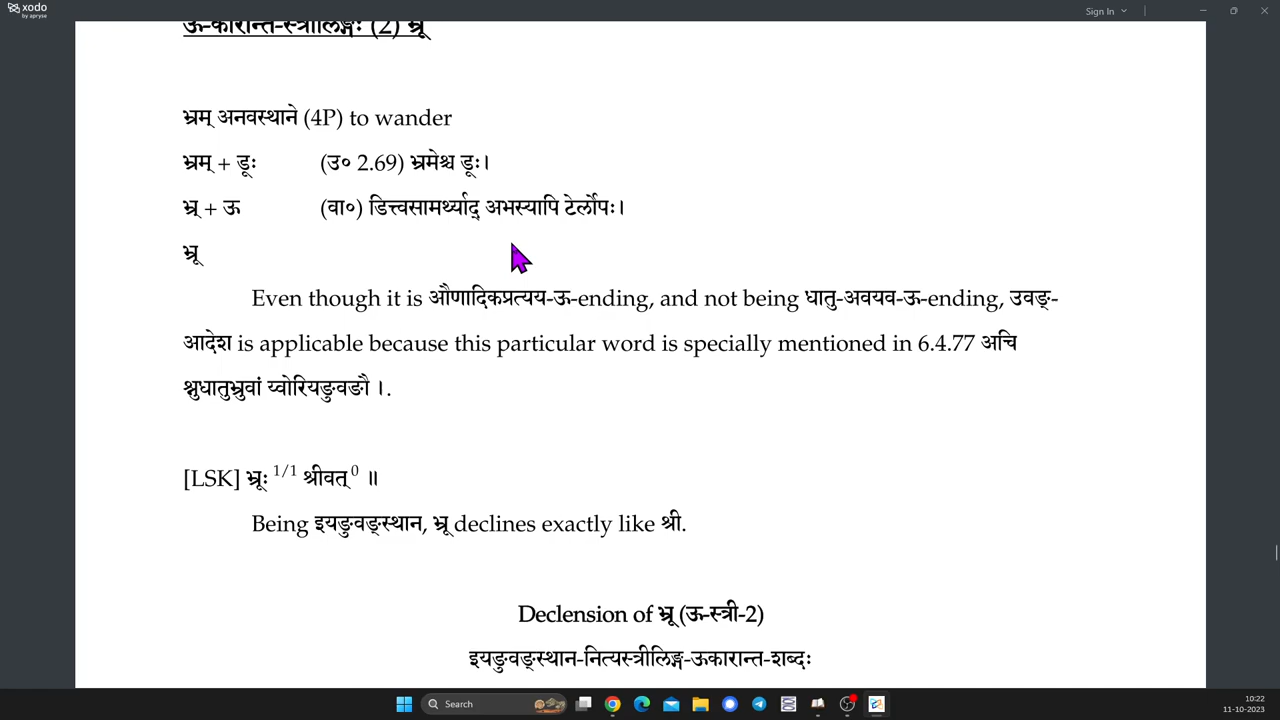 xodo
by apryse
Sign In
ऊ-कारान्त-स्त्रीलिङ्गः (2) भ्रू
भ्रम् अनवस्थाने (4P) to wander
भ्रम् + डूः (उ० 2.69) भ्रमेश्च डूः।
भ्र् + ऊ (वा०) डित्त्वसामर्थ्याद् अभस्यापि टेर्लोपः।
भ्रू
Even though it is औणादिकप्रत्यय-ऊ-ending, and not being धातु-अवयव-ऊ-ending, उवङ्-
आदेश is applicable because this particular word is specially mentioned in 6.4.77 अचि
श्नुधातुभ्रुवां य्वोरियङुवङौ ।.
[LSK] भ्रूः 1/1 श्रीवत् 0 ॥
Being इयङुवङ्स्थान, भ्रू declines exactly like श्री.
Declension of भ्रू (ऊ-स्त्री-2)
इयङुवङ्स्थान-नित्यस्त्रीलिङ्ग-ऊकारान्त-शब्दः
Search
10:22
11-10-2023